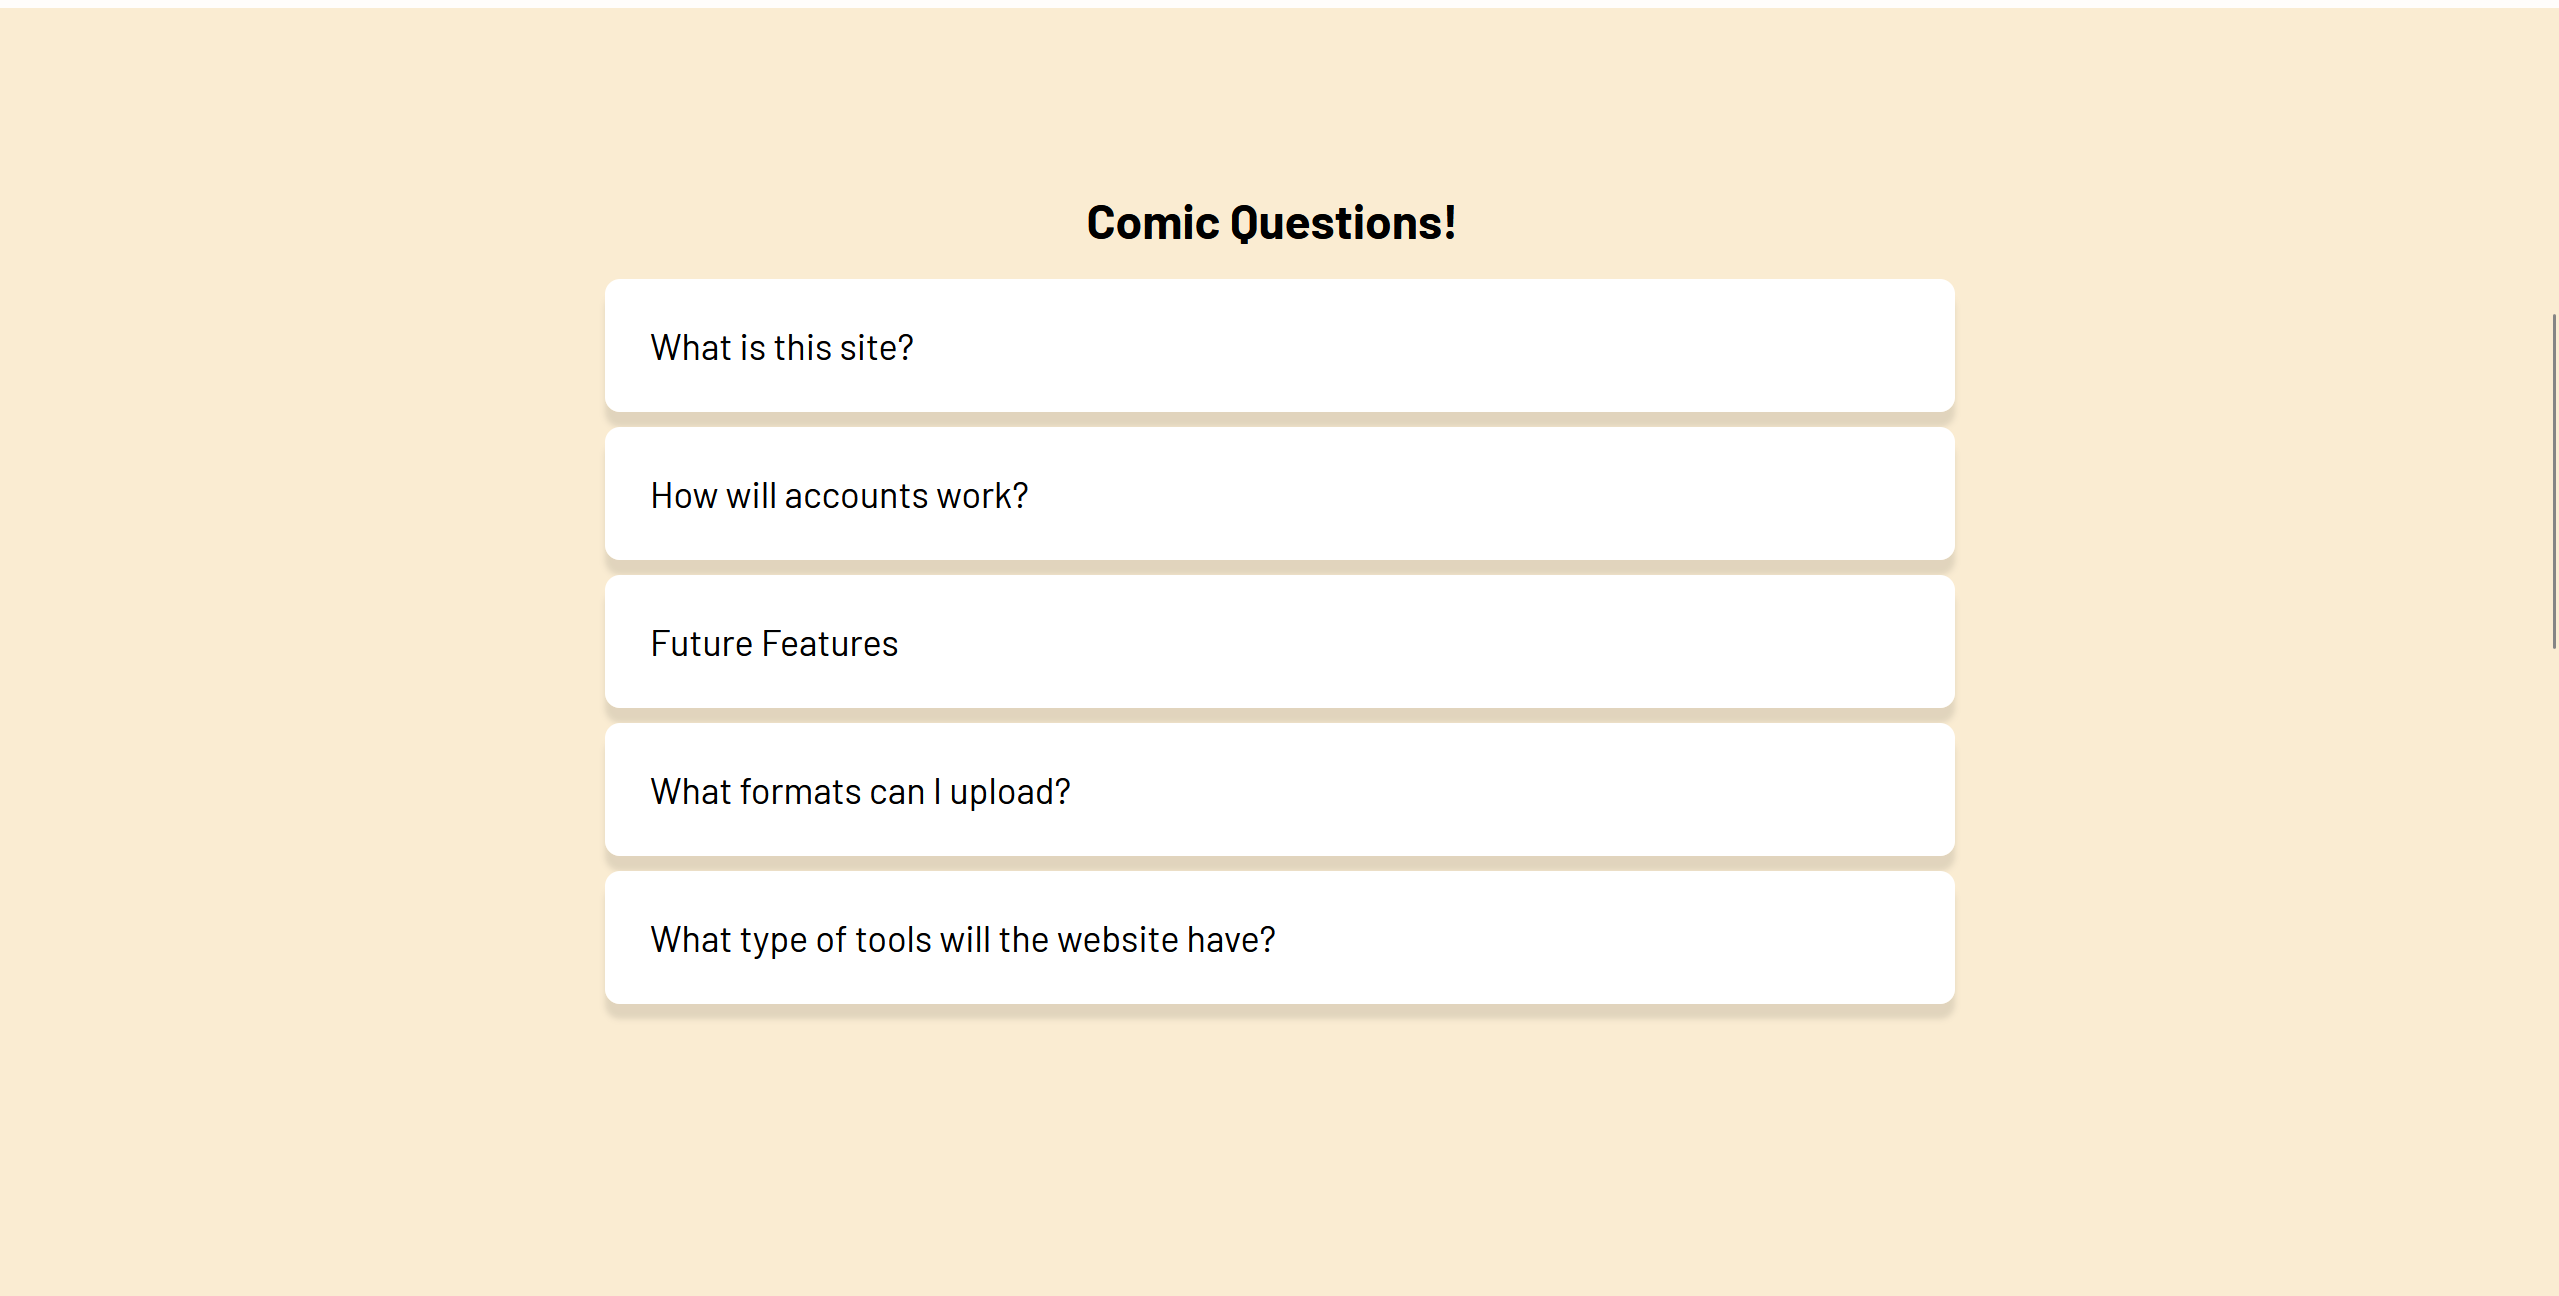 Comic Questions!
What is this site?
How will accounts work?
Future Features
What formats can I upload?
What type of tools will the website have?